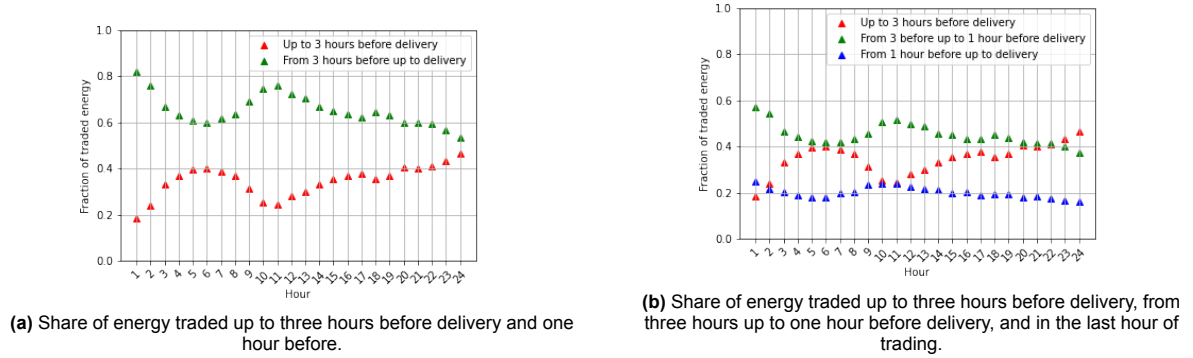 1.0
0.8
0.6
0.4
0.2
0.0
Fraction of traded energy
Up to 3 hours before delivery
From 3 hours before up to delivery
1 2 3 4 5 6 7 8 9 10 11 12 13 14 15 16 17 18 19 20 21 22 23 24
Hour
(a) Share of energy traded up to three hours before delivery and one
hour before.
1.0
0.8
0.6
0.4
0.2
0.0
Fraction of traded energy
Up to 3 hours before delivery
From 3 before up to 1 hour before delivery
From 1 hour before up to delivery
1 2 3 4 5 6 7 8 9 10 11 12 13 14 15 16 17 18 19 20 21 22 23 24
Hour
(b) Share of energy traded up to three hours before delivery, from
three hours up to one hour before delivery, and in the last hour of
trading.